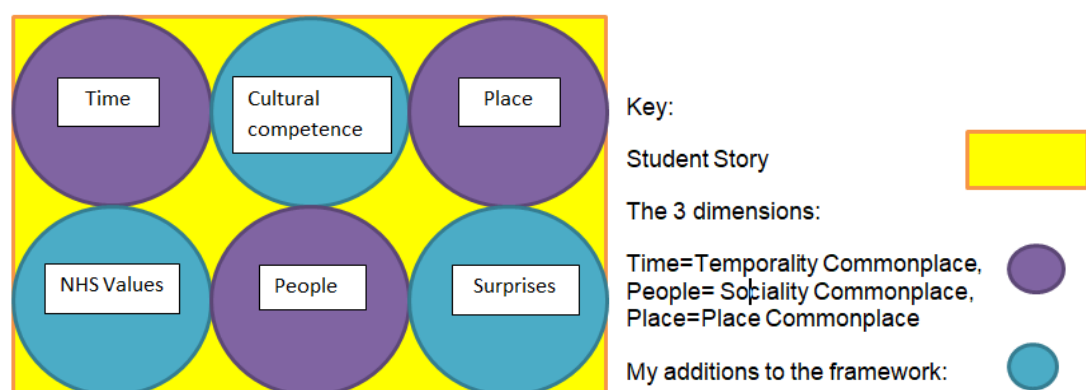 Time
Cultural
competence
Place
NHS Values
People
Surprises
Key:
Student Story
The 3 dimensions:
Time=Temporality Commonplace,
People= Sociality Commonplace,
Place=Place Commonplace
My additions to the framework: